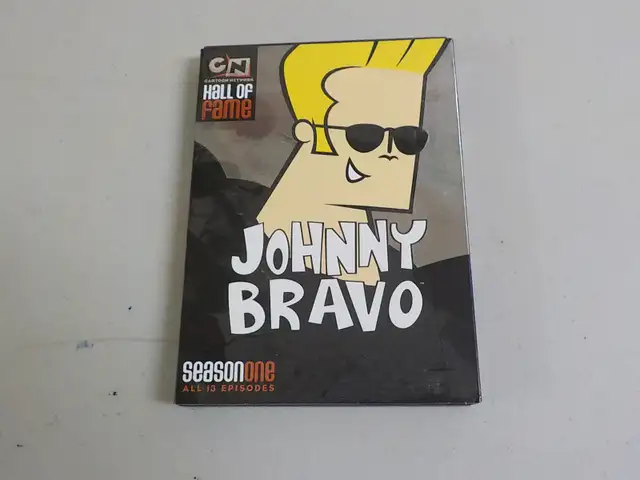 CN
CARTOON NETWORK
HALL OF
FAME
JOHNNY
BRAVO
SEASONONE
ALL 13 EPISODES